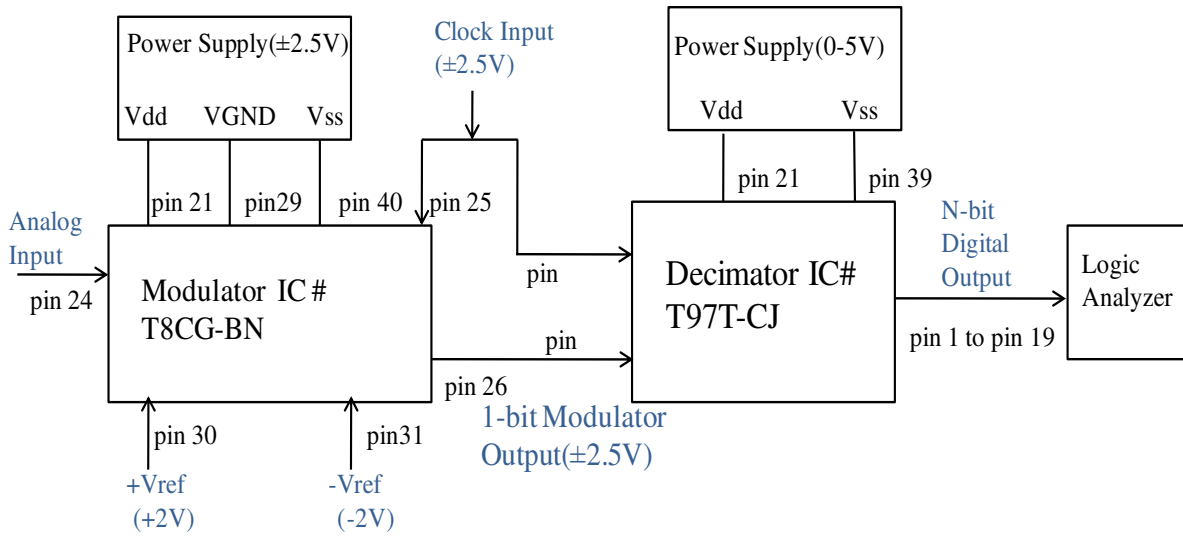 Power Supply(±2.5V)
Vdd VGND Vss
Clock Input
(±2.5V)
Power Supply(0-5V)
Vdd Vss
pin 21
pin29
pin 40
pin 25
pin 21
pin 39
Analog
Input
pin 24
Modulator IC #
T8CG-BN
pin
pin
Decimator IC#
T97T-CJ
N-bit
Digital
Output
pin 1 to pin 19
Logic
Analyzer
pin 26
1-bit Modulator
Output(±2.5V)
pin 30
pin31
+Vref
(+2V)
-Vref
(-2V)